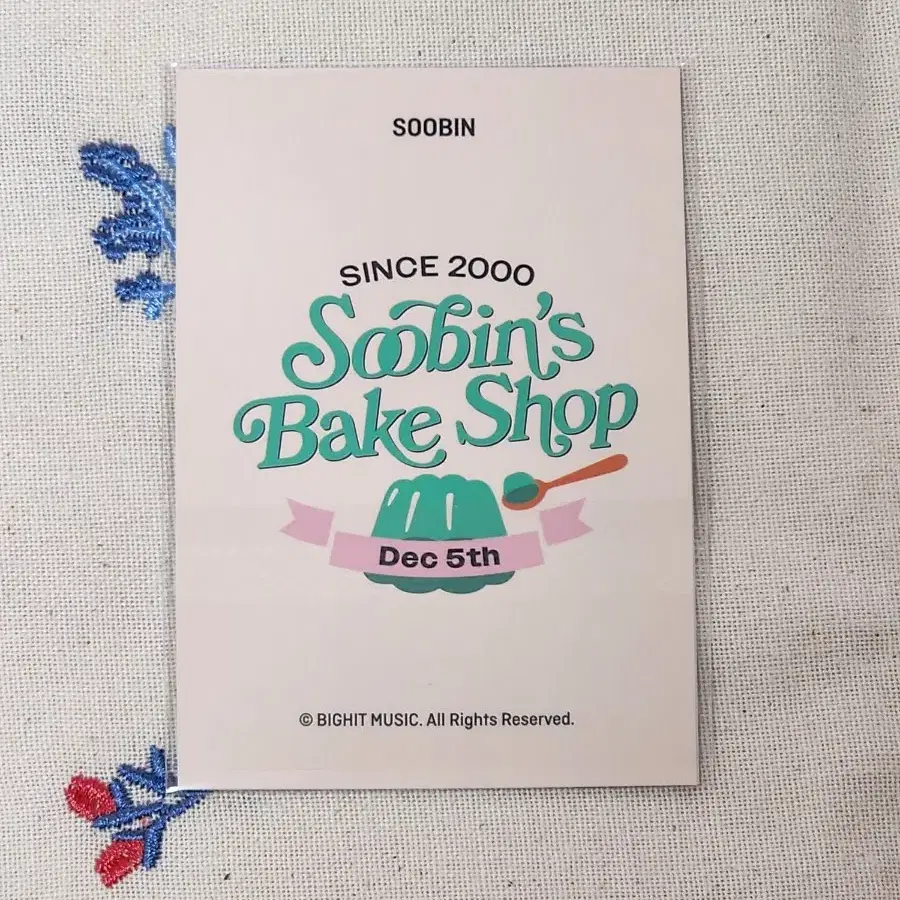 SOOBIN
SINCE 2000
Soobin's
Bake Shop
Dec 5th
© BIGHIT MUSIC. All Rights Reserved.